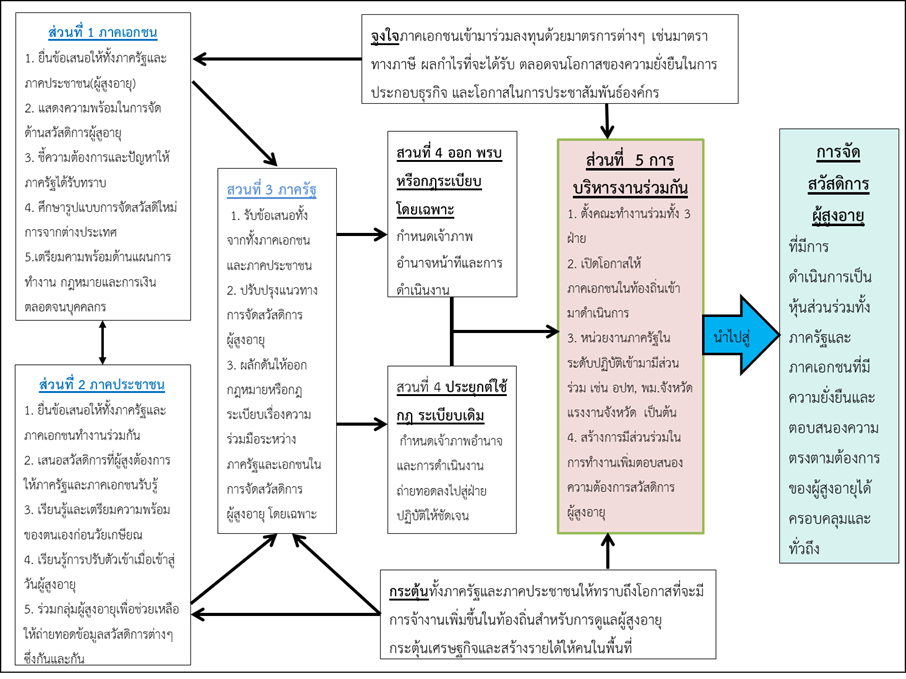 ส่วนที่ 1 ภาคเอกชน
1. ยื่นข้อเสนอให้ทั้งภาครัฐและ
ภาคประชาชน(ผู้สูงอายุ)
2. แสดงความพร้อมในการจัด
ด้านสวัสดิการผู้สูอายุ
3. ชี้ความต้องการและปัญหาให้
ภาครัฐได้รับทราบ
4. ศึกษารูปแบบการจัดสวัสดิใหม่
การจากต่างประเทศ
5.เตรียมคามพร้อมด้านแผนการ
ทำงาน กฎหมายและการเงิน
ตลอดจนบุคคลกร
ส่วนที่ 2 ภาคประชาชน
1. ยื่นข้อเสนอให้ทั้งภาครัฐและ
ภาคเอกชนทำงานร่วมกัน
2. เสนอสวัสดิการที่ผู้สูงต้องการ
ให้ภาครัฐและภาคเอกชนรับรู้
3. เรียนรู้และเตรียมความพร้อม
ของตนเองก่อนวัยเกษียณ
4. เรียนรู้การปรับตัวเข้าเมื่อเข้าสู่
วันผู้สูงอายุ
5. ร่วมกลุ่มผู้สูงอายุเพื่อช่วยเหลือ
ให้ถ่ายทอดข้อมูลสวัสดิการต่างๆ
ซึ่งกันและกัน
จูงใจภาคเอกชนเข้ามาร่วมลงทุนด้วยมาตรการต่างๆ เช่นมาตรา
ทางภาษี ผลกำไรที่จะได้รับ ตลอดจนโอกาสของความยั่งยืนในการ
ประกอบธุรกิจ และโอกาสในการประชาสัมพันธ์องค์กร
สวนที่ 3 ภาครัฐ
1. รับข้อเสนอทั้ง
จากทั้งภาคเอกชน
และภาคประชาชน
2. ปรับปรุงแนวทาง
การจัดสวัสดิการ
ผู้สูงอายุ
3. ผลักดันให้ออก
กฎหมายหรือกฎ
ระเบียบเรื่องความ
ร่วมมือระหว่าง
ภาครัฐและเอกชนใน
การจัดสวัสดิการ
ผู้สูงอายุ โดยเฉพาะ
สวนที่ 4 ออก พรบ
หรือกฎระเบียบ
โดยเฉพาะ
กำหนดเจ้าภาพ
อำนาจหน้าที่และการ
ดำเนินงาน
สวนที่ 4 ประยุกต์ใช้
กฎ ระเบียบเดิม
กำหนดเจ้าภาพอำนาจ
และการดำเนินงาน
ถ่ายทอดลงไปสู่ฝ่าย
ปฏิบัติให้ชัดเจน
ส่วนที่ 5 การ
บริหารงานร่วมกัน
1. ตั้งคณะทำงานร่วมทั้ง 3
ฝ่าย
2. เปิดโอกาสให้
ภาคเอกชนในท้องถิ่นเข้า
มาดำเนินการ
3. หน่วยงานภาครัฐใน
ระดับปฏิบัติเข้ามามีส่วน
ร่วม เช่น อปท, พม.จังหวัด
แรงงานจังหวัด เป็นต้น
4. สร้างการมีส่วนร่วมใน
การทำงานเพิ่มตอบสนอง
ความต้องการสวัสดิการ
ผู้สูงอายุ
นำไปสู่
การจัด
สวัสดิการ
ผู้สูงอายุ
ที่มีการ
ดำเนินการเป็น
หุ้นส่วนร่วมทั้ง
ภาครัฐและ
ภาคเอกชนที่มี
ความยั่งยืนและ
ตอบสนองความ
ตรงตามต้องการ
ของผู้สูงอายุได้
ครอบคลุมและ
ทั่วถึง
กระตุ้นทั้งภาครัฐและภาคประชาชนให้ทราบถึงโอกาสที่จะมี
การจ้างงานเพิ่มขึ้นในท้องถิ่นสำหรับการดูแลผู้สูงอายุ
กระตุ้นเศรษฐกิจและสร้างรายได้ให้คนในพื้นที่